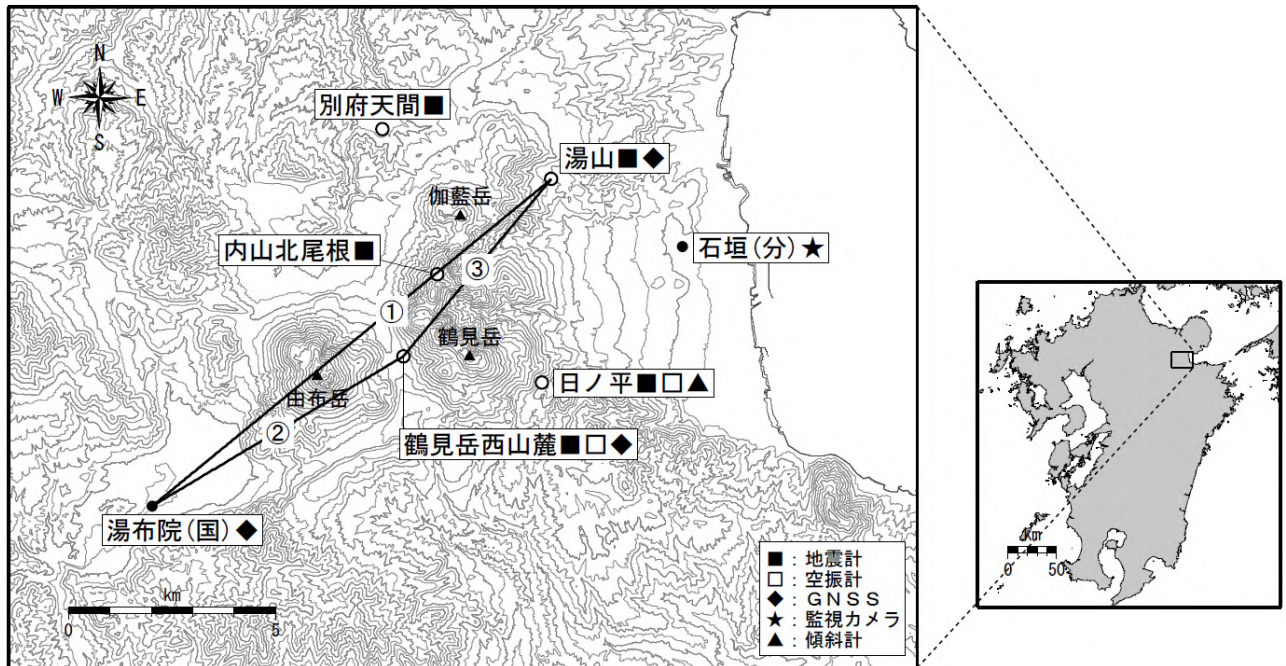 N
W E
S
別府天間■
湯山■◆
伽藍岳
石垣(分)★
内山北尾根■
③
①
鶴見岳
日ノ平■□▲
由布岳
②
鶴見岳西山麓■□◆
湯布院(国)◆
km
0 5
■：地震計
□：空振計
◆：GNSS
★：監視カメラ
▲：傾斜計
km
0 50